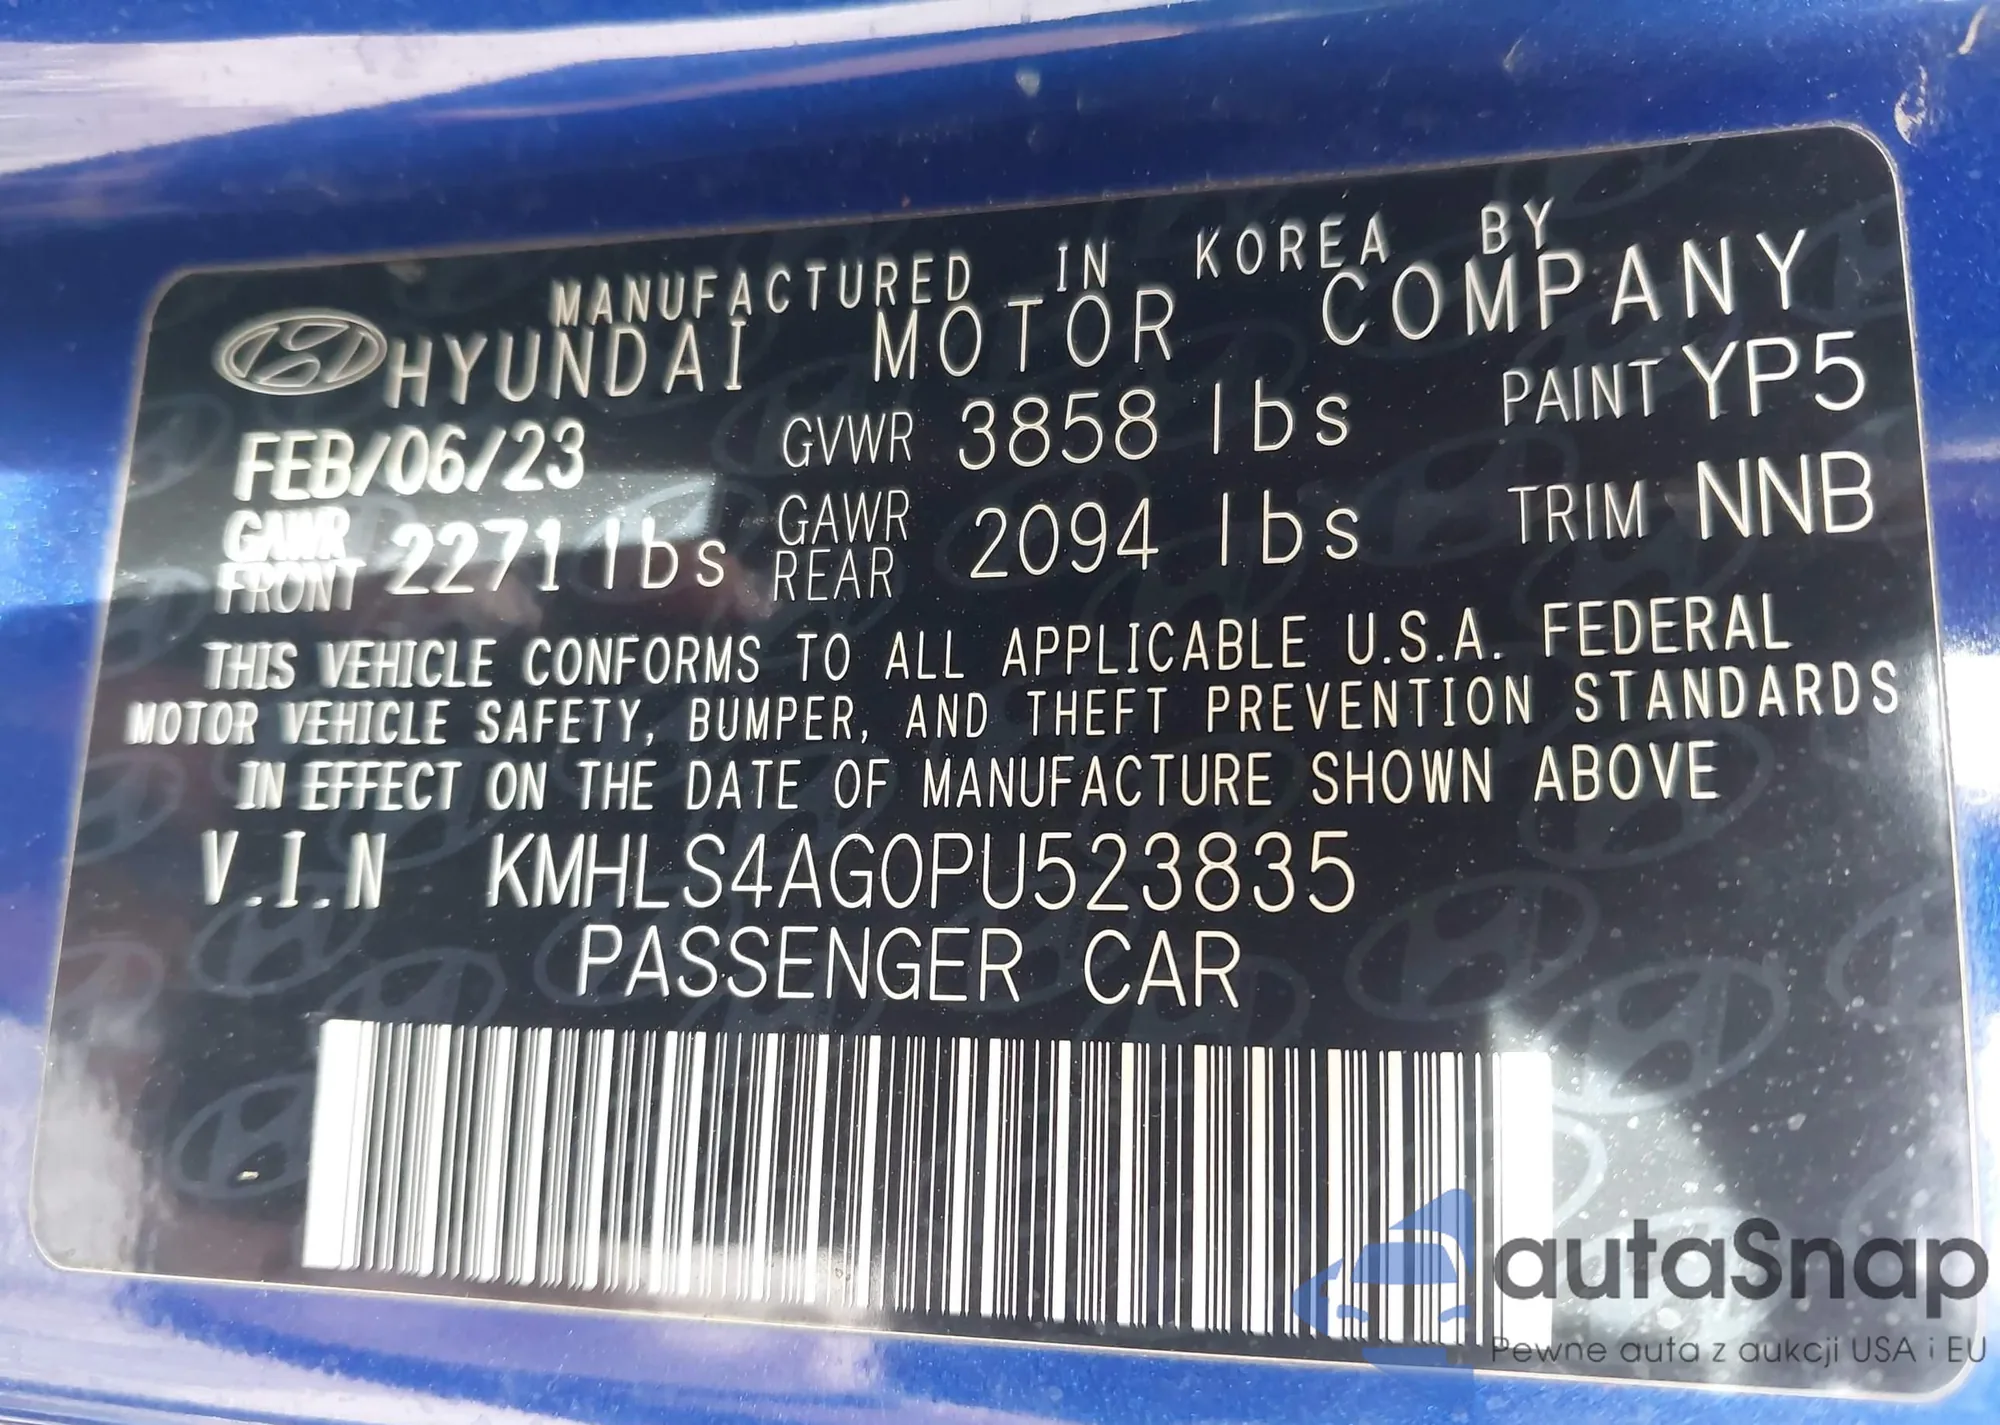 MANUFACTURED IN KOREA BY
HYUNDAI MOTOR COMPANY
FEB/06/23 GVWR 3858 lbs PAINT YP5
GAWR FRONT 2271 lbs GAWR REAR 2094 lbs TRIM NNB
THIS VEHICLE CONFORMS TO ALL APPLICABLE U.S.A. FEDERAL
MOTOR VEHICLE SAFETY, BUMPER, AND THEFT PREVENTION STANDARDS
IN EFFECT ON THE DATE OF MANUFACTURE SHOWN ABOVE
V.I.N KMHLS4AG0PU523835
PASSENGER CAR
autaSnap
Pewne auta z aukcji USA i EU